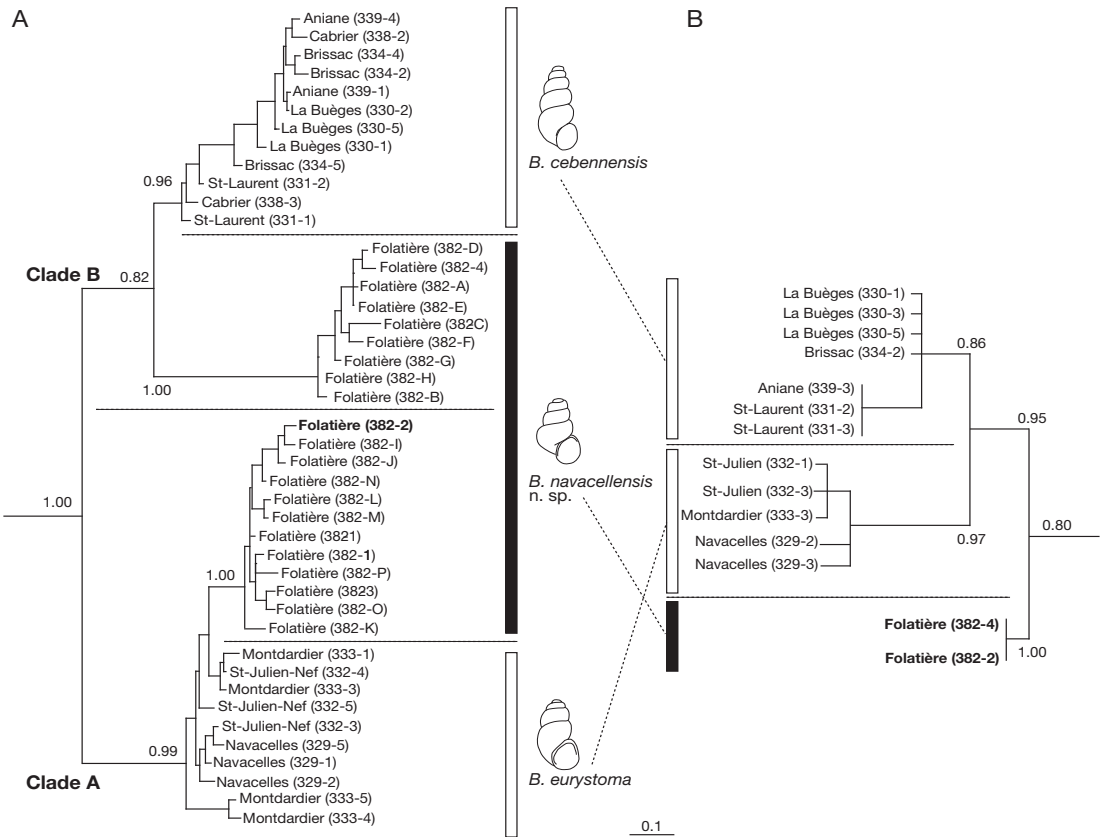 A
B
Aniane (339-4)
Cabrier (338-2)
Brissac (334-4)
Brissac (334-2)
Aniane (339-1)
La Buèges (330-2)
La Buèges (330-5)
La Buèges (330-1)
Brissac (334-5)
0.96
St-Laurent (331-2)
Cabrier (338-3)
St-Laurent (331-1)
B. cebennensis
Clade B
0.82
Folatière (382-D)
Folatière (382-4)
Folatière (382-A)
Folatière (382-E)
Folatière (382C)
Folatière (382-F)
Folatière (382-G)
Folatière (382-H)
Folatière (382-B)
1.00
Folatière (382-2)
Folatière (382-I)
Folatière (382-J)
Folatière (382-N)
Folatière (382-L)
Folatière (382-M)
Folatière (3821)
Folatière (382-1)
Folatière (382-P)
Folatière (3823)
Folatière (382-O)
Folatière (382-K)
1.00
1.00
B. navacellensis
n. sp.
Montdardier (333-1)
St-Julien-Nef (332-4)
Montdardier (333-3)
St-Julien-Nef (332-5)
St-Julien-Nef (332-3)
Navacelles (329-5)
Navacelles (329-1)
Navacelles (329-2)
Montdardier (333-5)
Montdardier (333-4)
0.99
Clade A
B. eurystoma
La Buèges (330-1)
La Buèges (330-3)
La Buèges (330-5)
Brissac (334-2)
0.86
Aniane (339-3)
St-Laurent (331-2)
St-Laurent (331-3)
0.95
St-Julien (332-1)
St-Julien (332-3)
Montdardier (333-3)
Navacelles (329-2)
Navacelles (329-3)
0.97
0.80
Folatière (382-4)
Folatière (382-2)
1.00
0.1